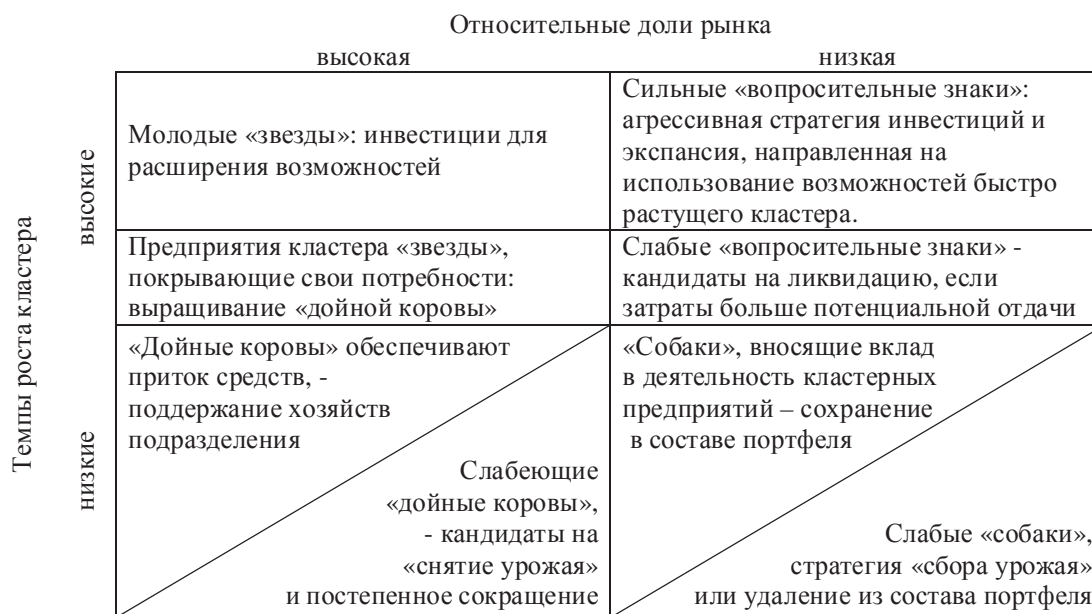 Относительные доли рынка
высокая
низкая
Темпы роста кластера
высокие
Молодые «звезды»: инвестиции для
расширения возможностей
Сильные «вопросительные знаки»:
агрессивная стратегия инвестиций и
экспансия, направленная на
использование возможностей быстро
растущего кластера.
Предприятия кластера «звезды»,
покрывающие свои потребности:
выращивание «дойной коровы»
Слабые «вопросительные знаки» -
кандидаты на ликвидацию, если
затраты больше потенциальной отдачи
низкие
«Дойные коровы» обеспечивают
приток средств, -
поддержание хозяйств
подразделения
Слабеющие
«дойные коровы»,
- кандидаты на
«снятие урожая»
и постепенное сокращение
«Собаки», вносящие вклад
в деятельность кластерных
предприятий – сохранение
в составе портфеля
Слабые «собаки»,
стратегия «сбора урожая»
или удаление из состава портфеля